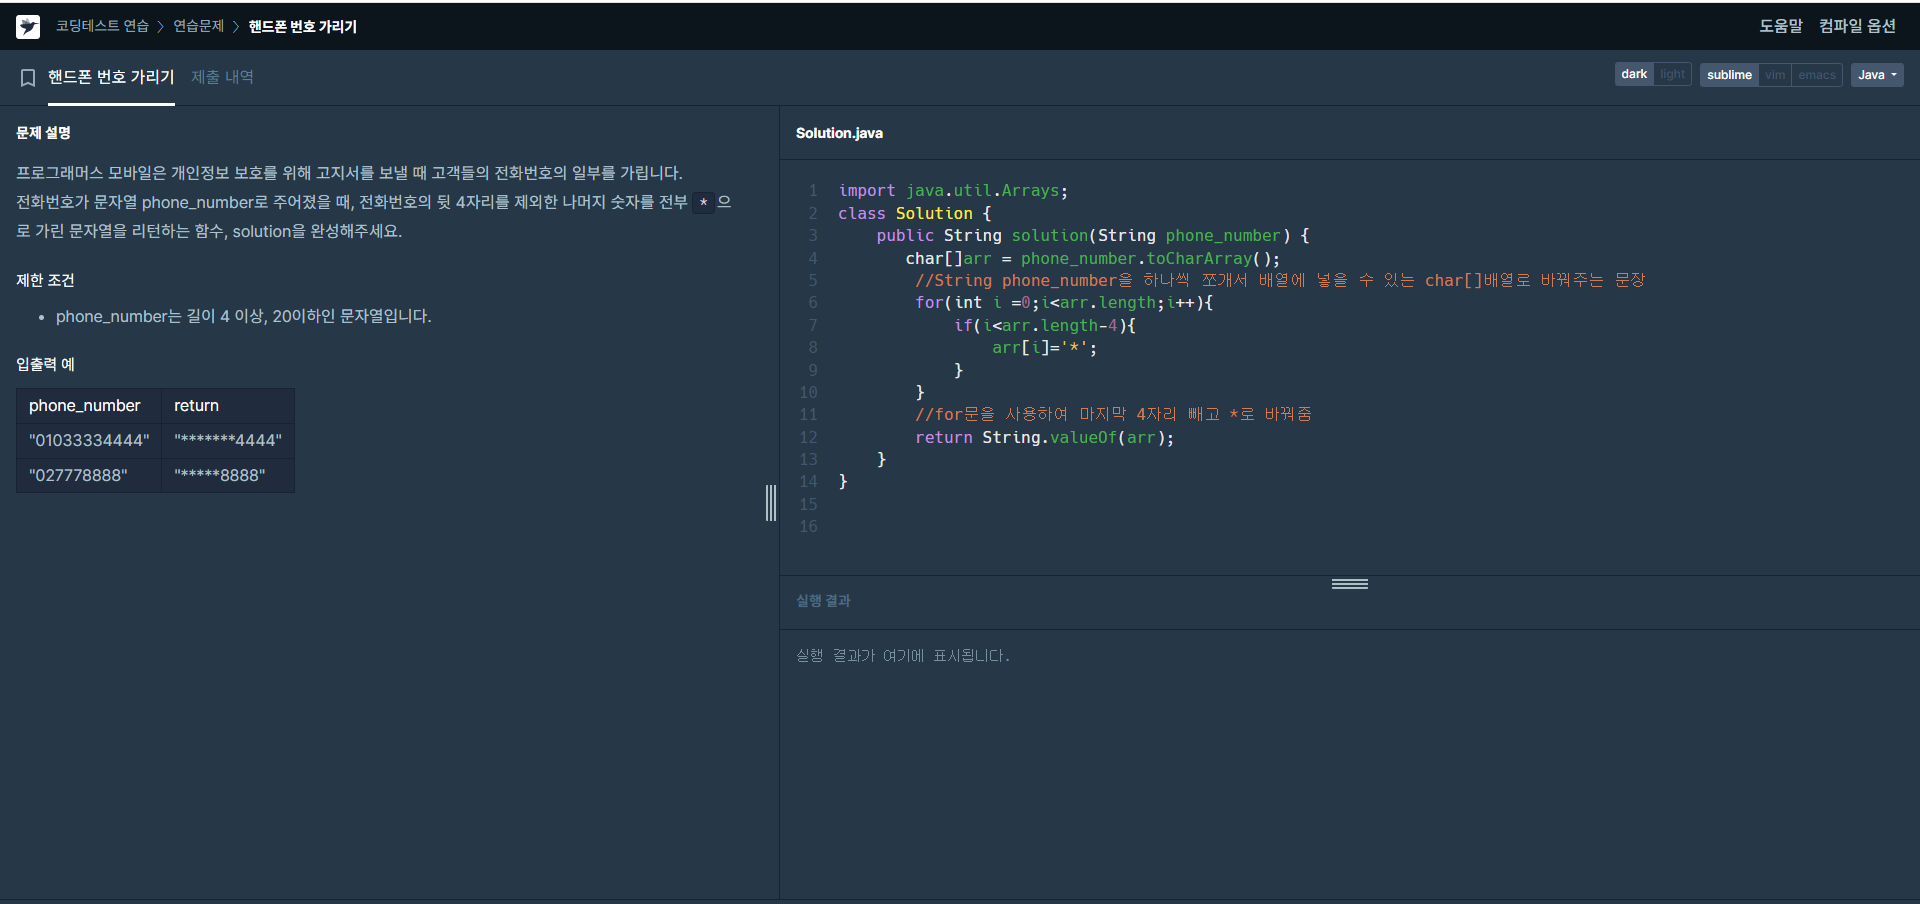 코딩테스트 연습 > 연습문제 > 핸드폰 번호 가리기
도움말 컴파일 옵션
핸드폰 번호 가리기 제출 내역
dark light sublime vim emacs Java
문제 설명
프로그래머스 모바일은 개인정보 보호를 위해 고지서를 보낼 때 고객들의 전화번호의 일부를 가립니다.
전화번호가 문자열 phone_number로 주어졌을 때, 전화번호의 뒷 4자리를 제외한 나머지 숫자를 전부 * 으
로 가린 문자열을 리턴하는 함수, solution을 완성해주세요.
제한 조건
• phone_number는 길이 4 이상, 20이하인 문자열입니다.
입출력 예
phone_number return
"01033334444" "*******4444"
"027778888" "*****8888"
Solution.java
1 import java.util.Arrays;
2 class Solution {
3     public String solution(String phone_number) {
4        char[]arr = phone_number.toCharArray();
5         //String phone_number을 하나씩 쪼개서 배열에 넣을 수 있는 char[]배열로 바꿔주는 문장
6         for(int i =0;i<arr.length;i++){
7             if(i<arr.length-4){
8                 arr[i]='*';
9             }
10         }
11         //for문을 사용하여 마지막 4자리 빼고 *로 바꿔줌
12         return String.valueOf(arr);
13     }
14 }
15
16
실행 결과
실행 결과가 여기에 표시됩니다.